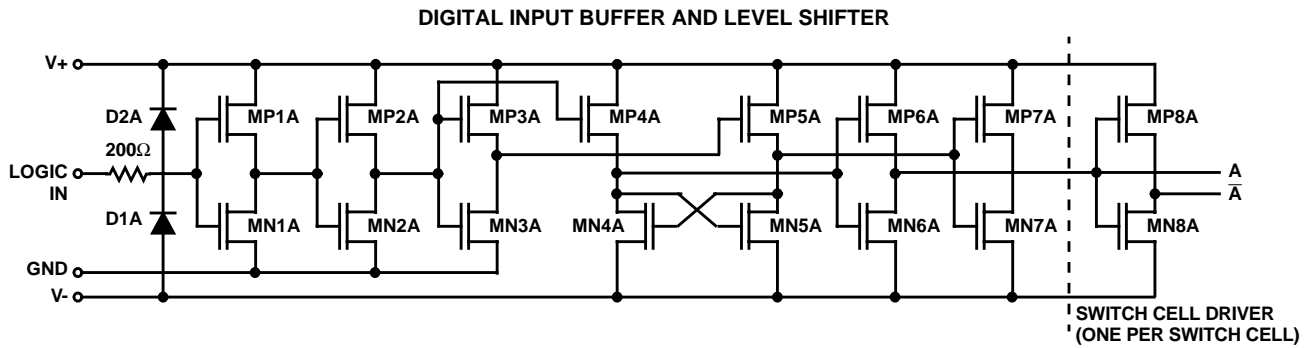 DIGITAL INPUT BUFFER AND LEVEL SHIFTER
V+
D2A
MP1A
MP2A
MP3A
MP4A
MP5A
MP6A
MP7A
MP8A
200Ω
LOGIC
IN
A
A̅
D1A
MN1A
MN2A
MN3A
MN4A
MN5A
MN6A
MN7A
MN8A
GND
V-
SWITCH CELL DRIVER
(ONE PER SWITCH CELL)